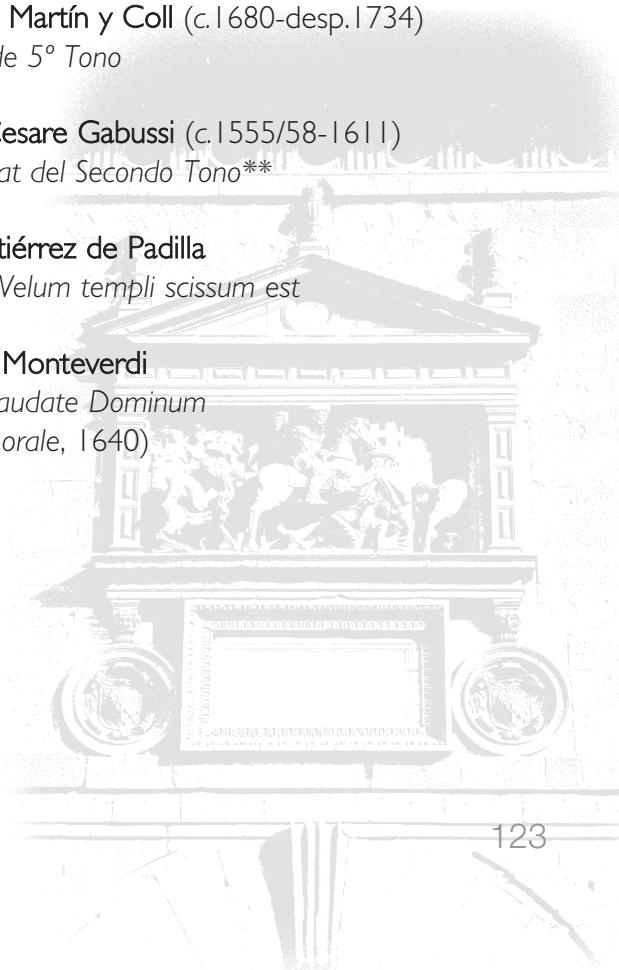 Martín y Coll (c.1680-desp.1734)
de 5º Tono
Cesare Gabussi (c.1555/58-1611)
at del Secondo Tono**
tiérrez de Padilla
Velum templi scissum est
Monteverdi
audate Dominum
orale, 1640)
123